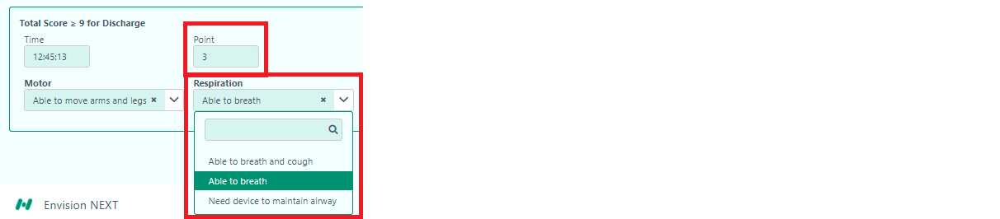 Total Score ≥ 9 for Discharge
Time
Point
12:45:13
3
Motor
Respiration
Able to move arms and legs
Able to breath
Able to breath and cough
Able to breath
Need device to maintain airway
Envision NEXT